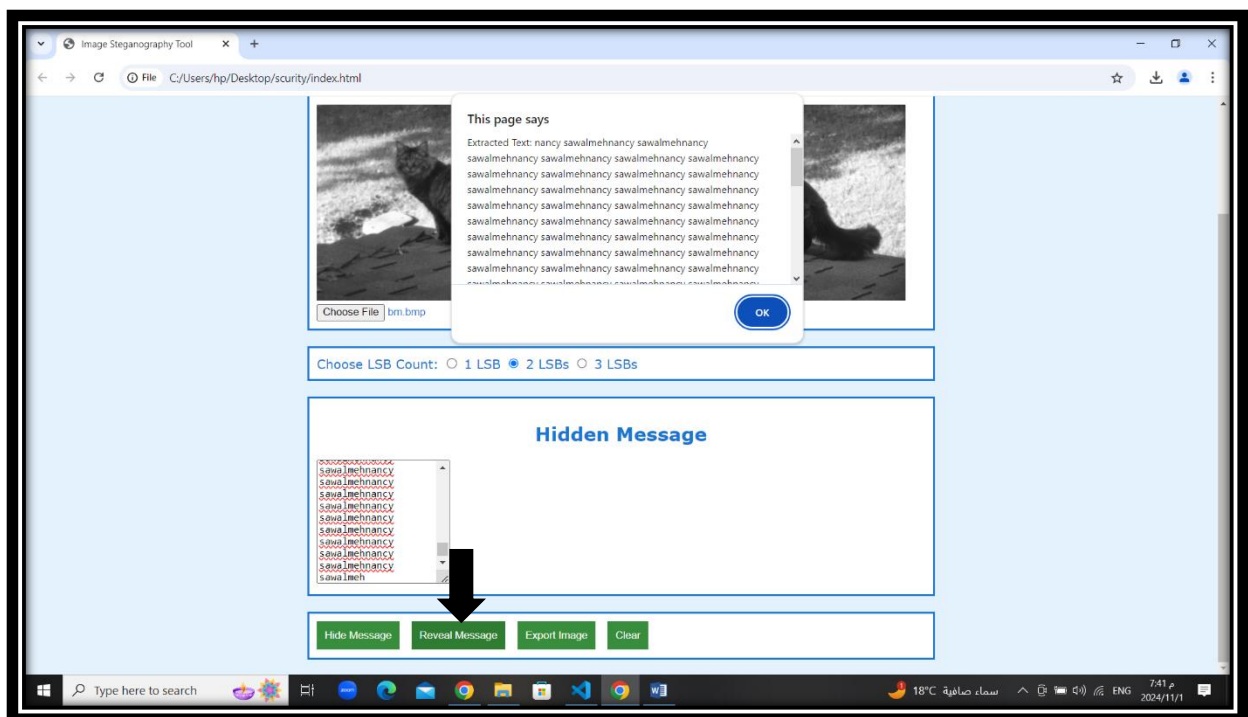 Image Steganography Tool
File C:/Users/hp/Desktop/scurity/index.html
This page says
Extracted Text: nancy sawalmehnancy sawalmehnancy
sawalmehnancy sawalmehnancy sawalmehnancy sawalmehnancy
sawalmehnancy sawalmehnancy sawalmehnancy sawalmehnancy
sawalmehnancy sawalmehnancy sawalmehnancy sawalmehnancy
sawalmehnancy sawalmehnancy sawalmehnancy sawalmehnancy
sawalmehnancy sawalmehnancy sawalmehnancy sawalmehnancy
sawalmehnancy sawalmehnancy sawalmehnancy sawalmehnancy
sawalmehnancy sawalmehnancy sawalmehnancy sawalmehnancy
sawalmehnancy sawalmehnancy sawalmehnancy sawalmehnancy
OK
Choose File bm.bmp
Choose LSB Count: 1 LSB 2 LSBs 3 LSBs
Hidden Message
sawalmehnancy
sawalmehnancy
sawalmehnancy
sawalmehnancy
sawalmehnancy
sawalmehnancy
sawalmehnancy
sawalmehnancy
sawalmehnancy
sawalmeh
Hide Message Reveal Message Export Image Clear
Type here to search
18°C سماء صافية
ENG
7:41 م
2024/11/1